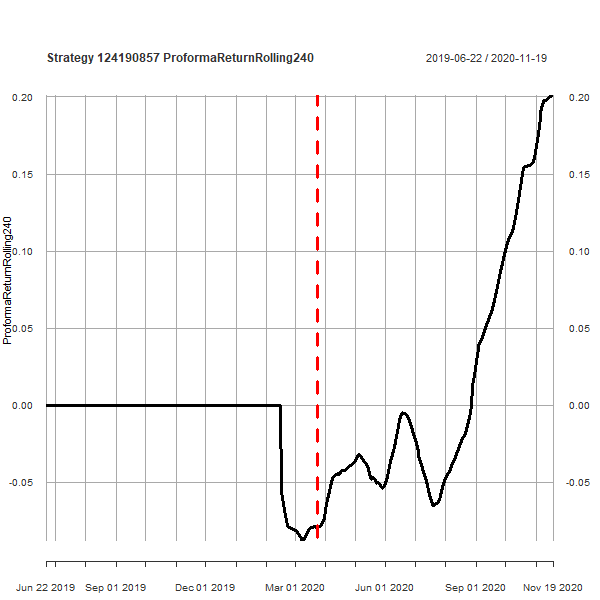 Strategy 124190857 ProformaReturnRolling240
2019-06-22 / 2020-11-19
0.20 0.20
0.15 0.15
0.10 0.10
ProformaReturnRolling240
0.05 0.05
0.00 0.00
-0.05 -0.05
Jun 22 2019 Sep 01 2019 Dec 01 2019 Mar 01 2020 Jun 01 2020 Sep 01 2020 Nov 19 2020